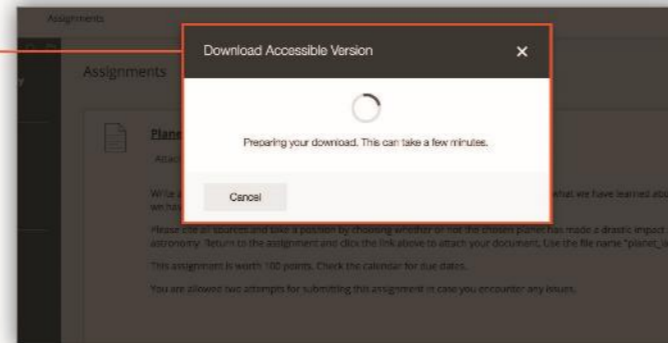 Assignments
Download Accessible Version
Assignments
Preparing your download. This can take a few minutes.
Cancel
Plane
Attac
Write a what we have learned abo
we hav
Please cite all sources and take a position by choosing whether or not the chosen planet has made a drastic impact
astronomy. Return to the assignment and click the link above to attach your document. Use the file name "planet_la
This assignment is worth 100 points. Check the calendar for due dates.
You are allowed two attempts for submitting this assignment in case you encounter any issues.